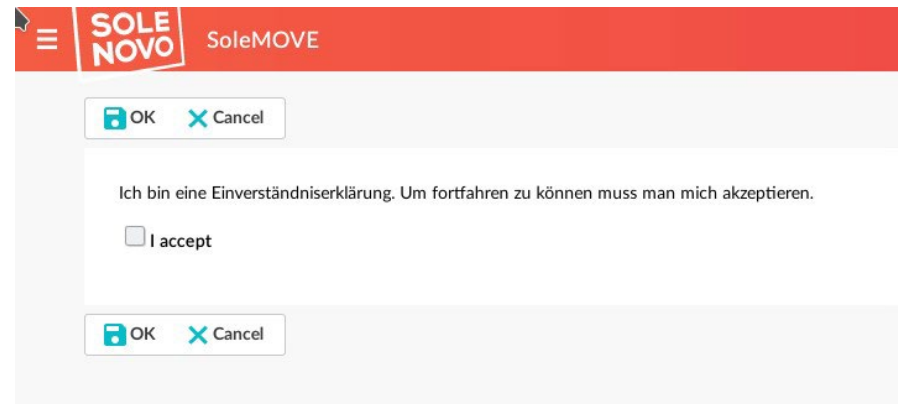 SOLE
NOVO
SoleMOVE
OK Cancel
Ich bin eine Einverständniserklärung. Um fortfahren zu können muss man mich akzeptieren.
I accept
OK Cancel